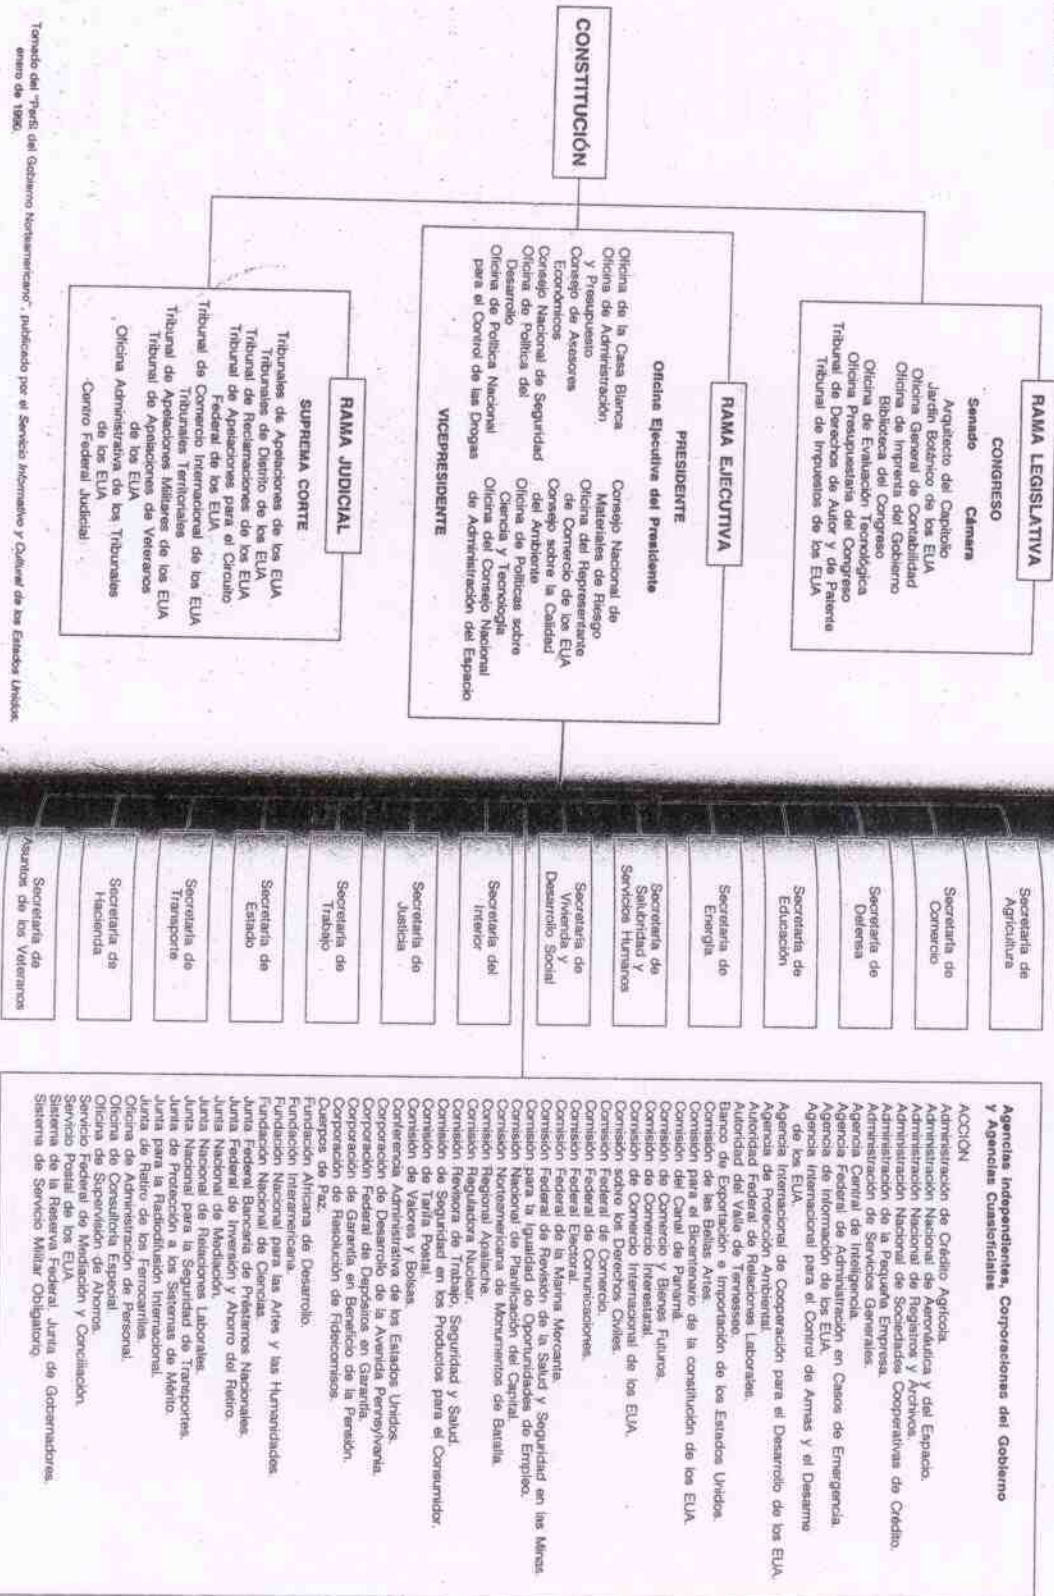 CONSTITUCIÓN
RAMA LEGISLATIVA
CONGRESO
Senado Cámara
Arquitecto del Capitolio
Jardín Botánico de los EUA
Oficina General de Contabilidad
Oficina de Imprenta del Gobierno
Biblioteca del Congreso
Oficina de Evaluación Tecnológica
Oficina Presupuestaria del Congreso
Tribunal de Derechos de Autor y de Patente
Tribunal de Impuestos de los EUA
RAMA EJECUTIVA
PRESIDENTE
Oficina Ejecutiva del Presidente
Oficina de la Casa Blanca
Oficina de Administración
y Presupuesto
Consejo de Asesores
Económicos
Consejo Nacional de Seguridad
Oficina de Política del
Desarrollo
Oficina de Política Nacional
para el Control de las Drogas
Consejo Nacional de
Materiales de Riesgo
Oficina del Representante
de Comercio de los EUA
Consejo sobre la Calidad
del Ambiente
Oficina de Políticas sobre
Ciencia y Tecnología
Oficina del Consejo Nacional
de Administración del Espacio
VICEPRESIDENTE
RAMA JUDICIAL
SUPREMA CORTE
Tribunales de Apelaciones de los EUA
Tribunales de Distrito de los EUA
Tribunal de Reclamaciones de los EUA
Tribunal de Apelaciones para el Circuito
Federal de los EUA
Tribunal de Comercio Internacional de los EUA
Tribunales Territoriales
Tribunal de Apelaciones Militares de los EUA
Tribunal de Apelaciones de Veteranos
de los EUA
Oficina Administrativa de los Tribunales
de los EUA
Centro Federal Judicial
Tomado del "Perfil del Gobierno Norteamericano", publicado por el Servicio Informativo y Cultural de los Estados Unidos,
enero de 1990.
Secretaría de
Agricultura
Secretaría de
Comercio
Secretaría de
Defensa
Secretaría de
Educación
Secretaría de
Energía
Secretaría de
Salubridad y
Servicios Humanos
Secretaría de
Vivienda y
Desarrollo Social
Secretaría del
Interior
Secretaría de
Justicia
Secretaría de
Trabajo
Secretaría de
Estado
Secretaría de
Transporte
Secretaría de
Hacienda
Secretaría de
Asuntos de los Veteranos
Agencias independientes, Corporaciones del Gobierno
y Agencias Cuasioficiales
ACCIÓN
Administración de Crédito Agrícola.
Administración Nacional de Aeronáutica y del Espacio.
Administración Nacional de Registros y Archivos.
Administración Nacional de Sociedades Cooperativas de Crédito.
Administración de la Pequeña Empresa.
Administración de Servicios Generales.
Agencia Central de Inteligencia.
Agencia Federal de Administración en Casos de Emergencia.
Agencia de Información de los EUA.
Agencia Internacional para el Control de Armas y el Desarme
de los EUA.
Agencia Internacional de Cooperación para el Desarrollo de los EUA.
Agencia de Protección Ambiental.
Autoridad Federal de Relaciones Laborales.
Autoridad del Valle de Tennessee.
Banco de Exportación e Importación de los Estados Unidos.
Comisión de las Bellas Artes.
Comisión para el Bicentenario de la constitución de los EUA.
Comisión del Canal de Panamá.
Comisión de Comercio y Bienes Futuros.
Comisión de Comercio Interestatal.
Comisión de Comercio Internacional de los EUA.
Comisión sobre los Derechos Civiles.
Comisión Federal de Comercio.
Comisión Federal de Comunicaciones.
Comisión Federal Electoral.
Comisión Federal de la Marina Mercante.
Comisión Federal de Revisión de la Salud y Seguridad en las Minas
Comisión para la Igualdad de Oportunidades de Empleo.
Comisión Nacional de Planificación del Capital.
Comisión Norteamericana de Monumentos de Batalla.
Comisión Regional Apalache.
Comisión Reguladora Nuclear.
Comisión Revisora de Trabajo, Seguridad y Salud.
Comisión de Seguridad en los Productos para el Consumidor.
Comisión de Tarifa Postal.
Comisión de Valores y Bolsas.
Conferencia Administrativa de los Estados Unidos.
Corporación de Desarrollo de la Avenida Pennsylvania.
Corporación Federal de Depósitos en Garantía.
Corporación de Garantía en Beneficio de la Pensión.
Corporación de Resolución de Fideicomisos.
Cuerpos de Paz.
Fundación Africana de Desarrollo.
Fundación Interamericana.
Fundación Nacional para las Artes y las Humanidades
Fundación Nacional de Ciencias.
Junta Federal Bancaria de Préstamos Nacionales.
Junta Federal de Inversión y Ahorro del Retiro.
Junta Nacional de Mediación.
Junta Nacional de Relaciones Laborales.
Junta Nacional para la Seguridad de Transportes.
Junta de Protección a los Sistemas de Mérito.
Junta para la Radiodifusión Internacional.
Junta de Retiro de los Ferrocarriles.
Oficina de Administración de Personal.
Oficina de Consultoría Especial.
Oficina de Supervisión de Ahorros.
Servicio Federal de Mediación y Conciliación.
Servicio Postal de los EUA.
Sistema de la Reserva Federal, Junta de Gobernadores.
Sistema de Servicio Militar Obligatorio.